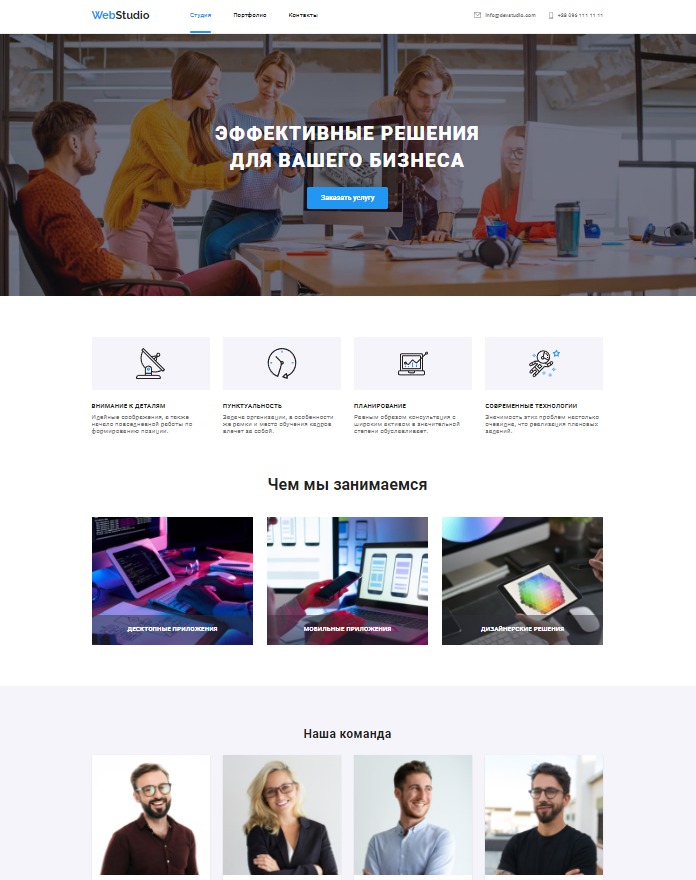 WebStudio
Студия Портфолио Контакты
info@devstudio.com +38 096 111 11 11
ЭФФЕКТИВНЫЕ РЕШЕНИЯ
ДЛЯ ВАШЕГО БИЗНЕСА
Заказать услугу
ВНИМАНИЕ К ДЕТАЛЯМ
Идейные соображения, а также
начало повседневной работы по
формированию позиции.
ПУНКТУАЛЬНОСТЬ
Задача организации, в особенности
же рамки и место обучения кадров
влечет за собой.
ПЛАНИРОВАНИЕ
Равным образом консультация с
широким активом в значительной
степени обуславливает.
СОВРЕМЕННЫЕ ТЕХНОЛОГИИ
Значимость этих проблем настолько
очевидна, что реализация плановых
заданий.
Чем мы занимаемся
ДЕСКТОПНЫЕ ПРИЛОЖЕНИЯ
МОБИЛЬНЫЕ ПРИЛОЖЕНИЯ
ДИЗАЙНЕРСКИЕ РЕШЕНИЯ
Наша команда